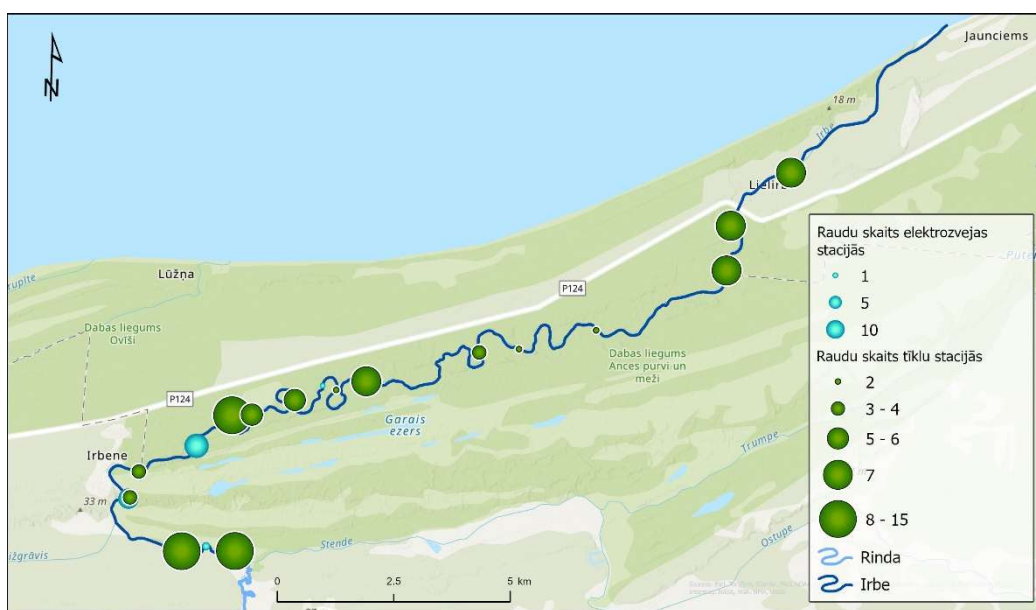 N
Jaunciems
18 m
Irbe
Lūžņa
P124
Dabas liegums
Ovīši
Dabas liegums
Ances purvi un
meži
P124
Garais
ezers
Irbene
33 m
Trumpe
Ostupe
Stende
0 2.5 5 km
Raudu skaits elektrozvejas
stacijās
1
5
10
Raudu skaits tīklu stacijās
2
3 - 4
5 - 6
7
8 - 15
Rinda
Irbe